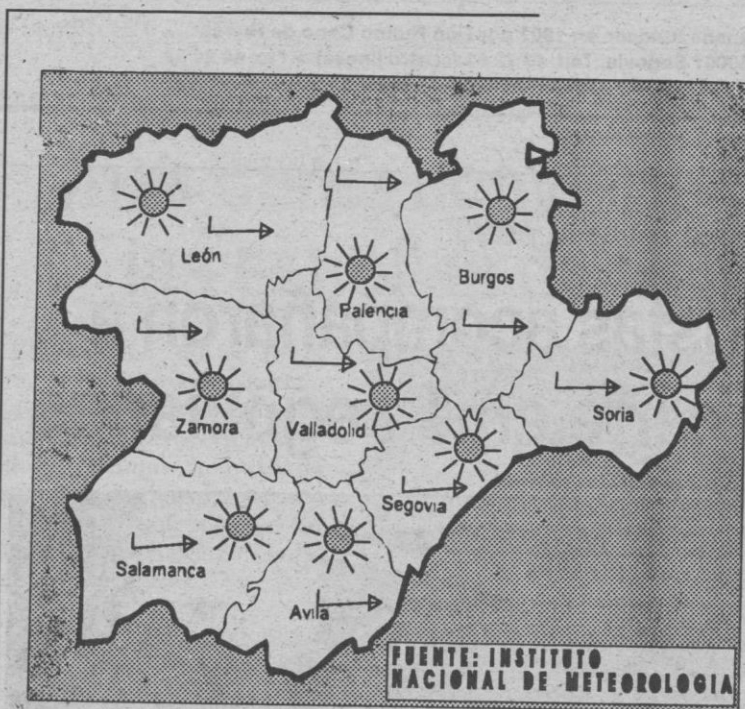 León
Palencia
Burgos
Zamora
Valladolid
Soria
Segovia
Salamanca
Avila
FUENTE: INSTITUTO
NACIONAL DE METEOROLOGIA